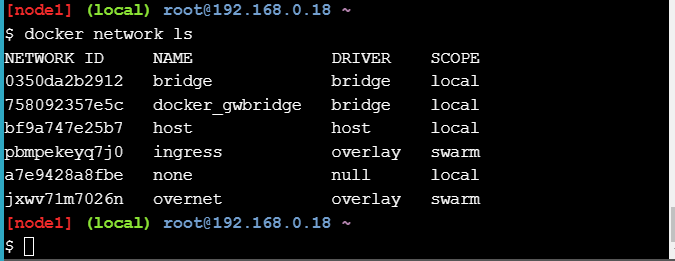 [node1] (local) root@192.168.0.18 ~
$ docker network ls
NETWORK ID     NAME              DRIVER    SCOPE
0350da2b2912   bridge            bridge    local
758092357e5c   docker_gwbridge   bridge    local
bf9a747e25b7   host              host      local
pbmpekeyq7j0   ingress           overlay   swarm
a7e9428a8fbe   none              null      local
jxwv71m7026n   overnet           overlay   swarm
[node1] (local) root@192.168.0.18 ~
$